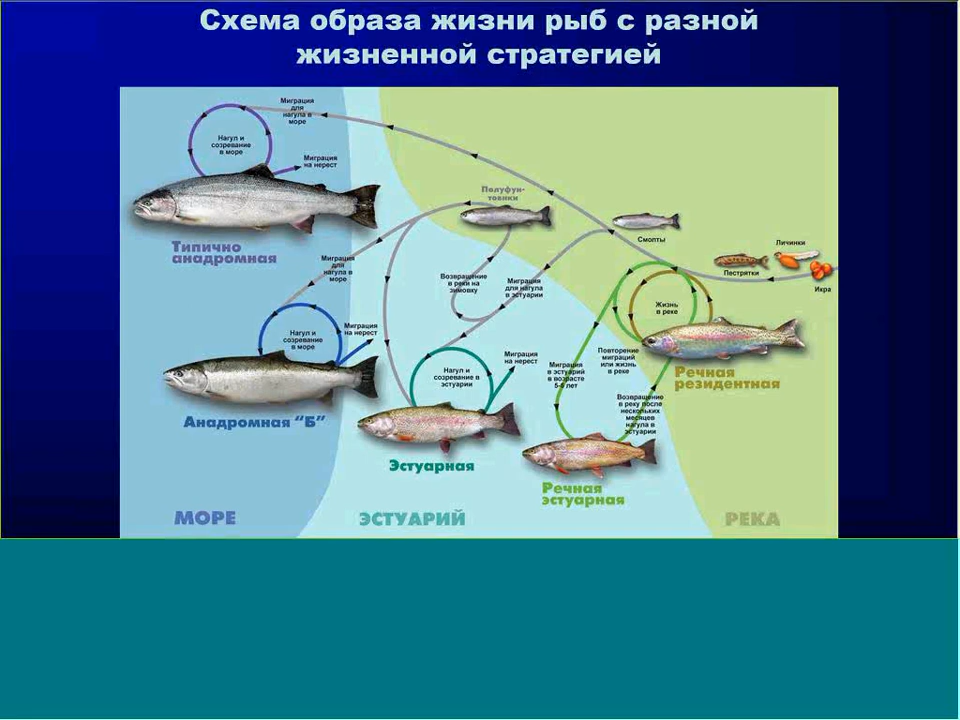 Схема образа жизни рыб с разной
жизненной стратегией
Миграция
для
нагула в
море
Нагул и
созревание
в море
Миграция
на нерест
Типично
анадромная
Полуфун-
товики
Смолты
Личинки
Пестрятки
Икра
Миграция
для
нагула в
море
Возвращение
в реки на
зимовку
Миграция
для нагула
в эстуарии
Жизнь
в реке
Нагул и
созревание
в море
Миграция
на нерест
Анадромная “Б”
Нагул и
созревание в
эстуарии
Миграция
на нерест
Эстуарная
Миграция
в эстуарий
в возрасте
5-6 лет
Повторение
миграций
или жизнь
в реке
Возвращение
в реку после
нескольких
месяцев
нагула в
эстуарии
Речная
резидентная
Речная
эстуарная
МОРЕ
ЭСТУАРИЙ
РЕКА